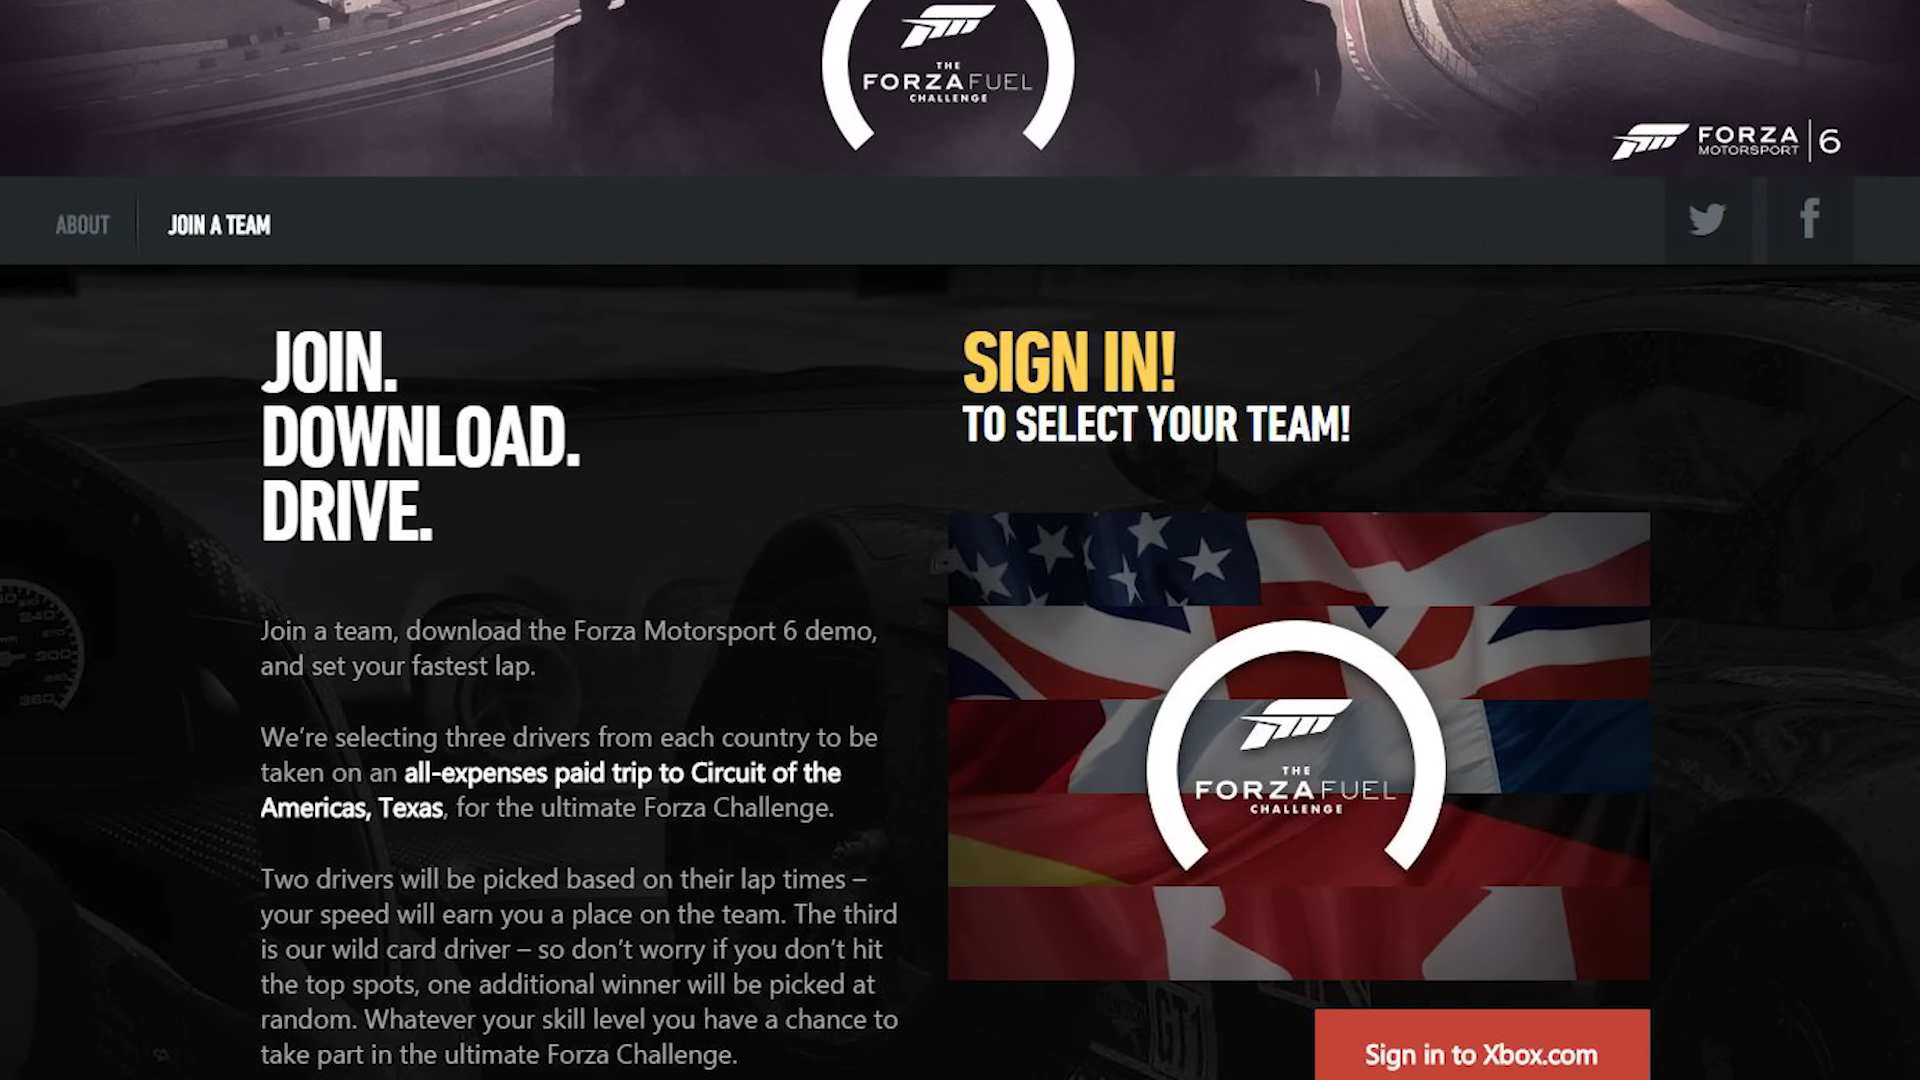 THE
FORZAFUEL
CHALLENGE
FORZA
MOTORSPORT
6
ABOUT
JOIN A TEAM
JOIN.
DOWNLOAD.
DRIVE.
Join a team, download the Forza Motorsport 6 demo,
and set your fastest lap.
We’re selecting three drivers from each country to be
taken on an all-expenses paid trip to Circuit of the
Americas, Texas, for the ultimate Forza Challenge.
Two drivers will be picked based on their lap times –
your speed will earn you a place on the team. The third
is our wild card driver – so don’t worry if you don’t hit
the top spots, one additional winner will be picked at
random. Whatever your skill level you have a chance to
take part in the ultimate Forza Challenge.
SIGN IN!
TO SELECT YOUR TEAM!
THE
FORZAFUEL
CHALLENGE
Sign in to Xbox.com